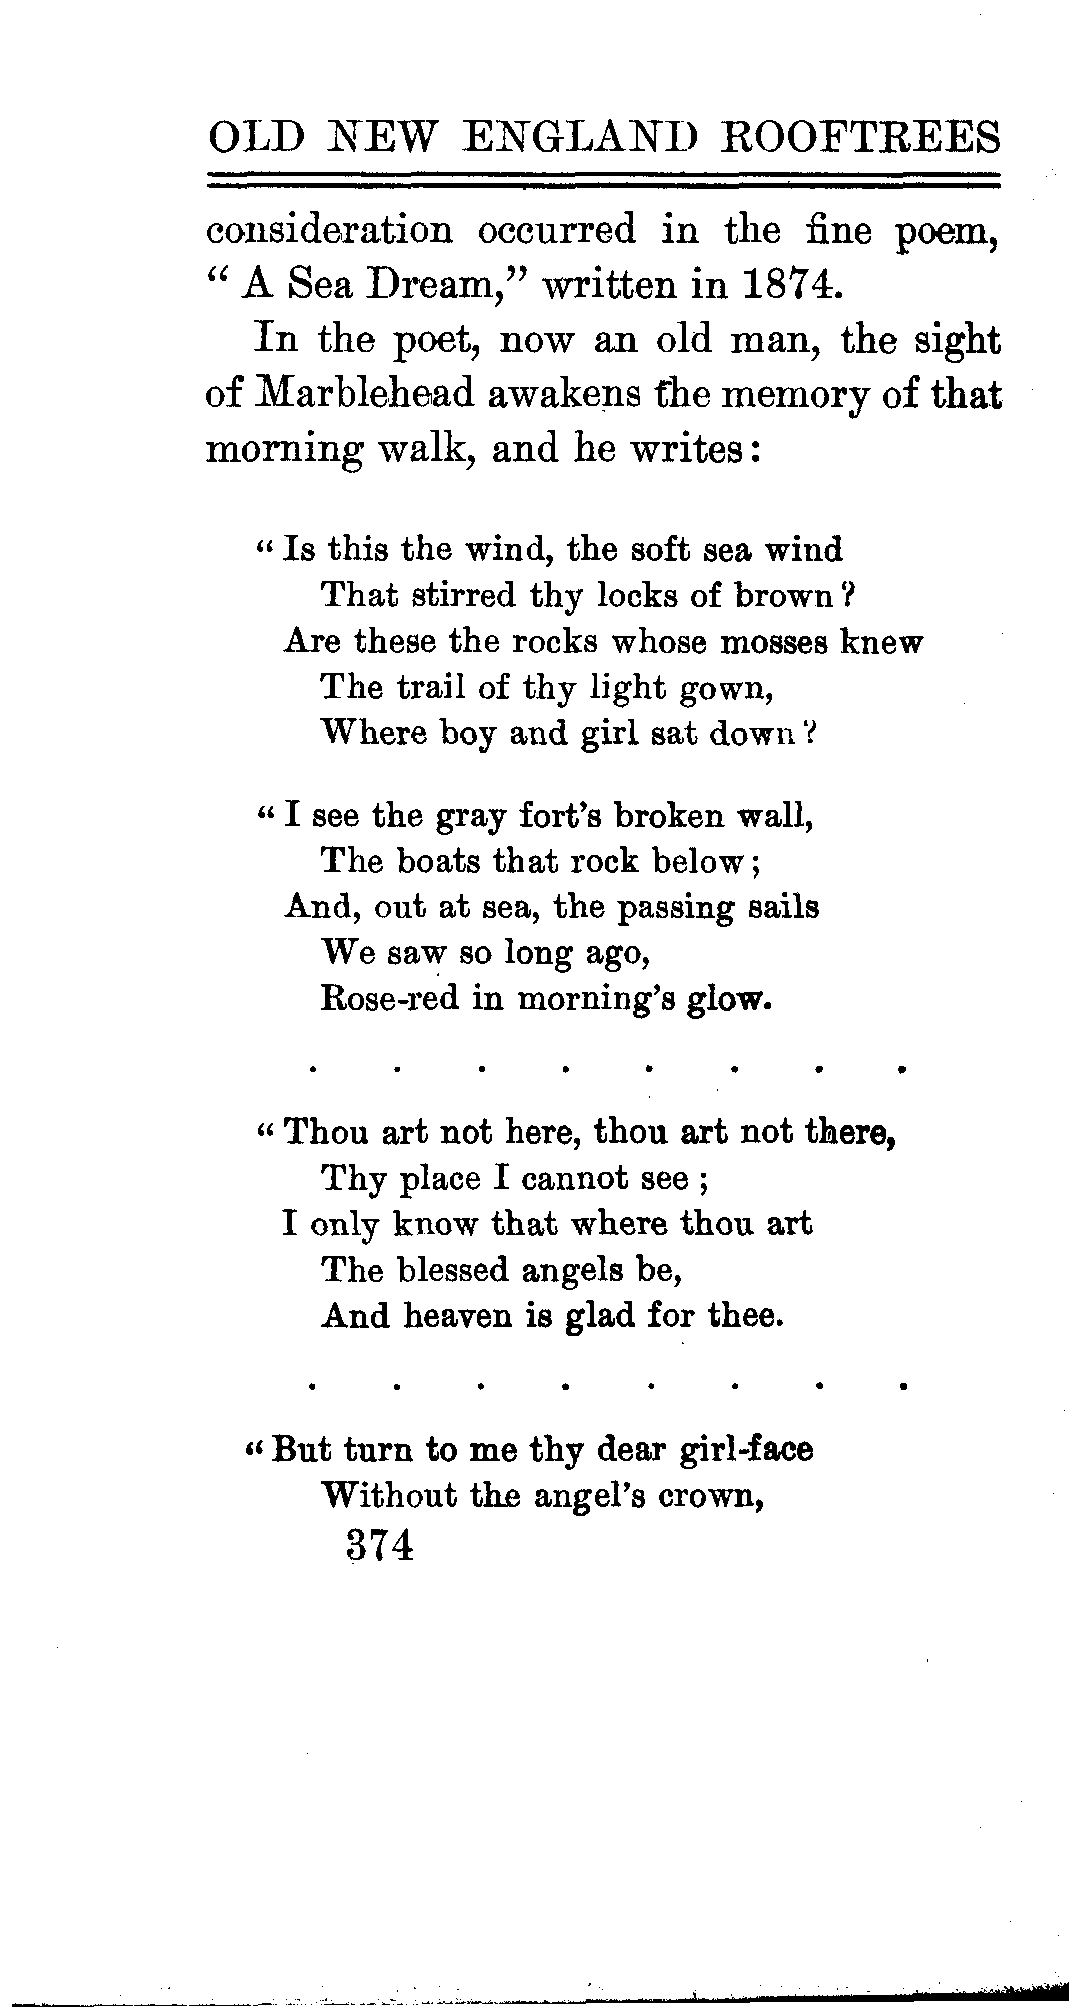 OLD NEW ENGLAND ROOFTREES
consideration occurred in the fine poem,
" A Sea Dream," written in 1874.
In the poet, now an old man, the sight
of Marblehead awakens the memory of that
morning walk, and he writes:
" Is this the wind, the soft sea wind
That stirred thy locks of brown ?
Are these the rocks whose mosses knew
The trail of thy light gown,
Where boy and girl sat down ?
" I see the gray fort's broken wall,
The boats that rock below ;
And, out at sea, the passing sails
We saw so long ago,
Rose-red in morning's glow.
. . . . . . . .
" Thou art not here, thou art not there,
Thy place I cannot see ;
I only know that where thou art
The blessed angels be,
And heaven is glad for thee.
. . . . . . . .
" But turn to me thy dear girl-face
Without the angel's crown,
374